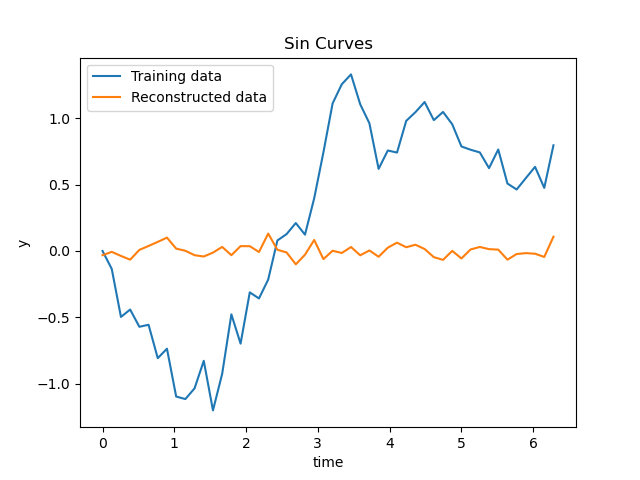 Sin Curves
Training data
Reconstructed data
y
1.0
0.5
0.0
−0.5
−1.0
0 1 2 3 4 5 6
time